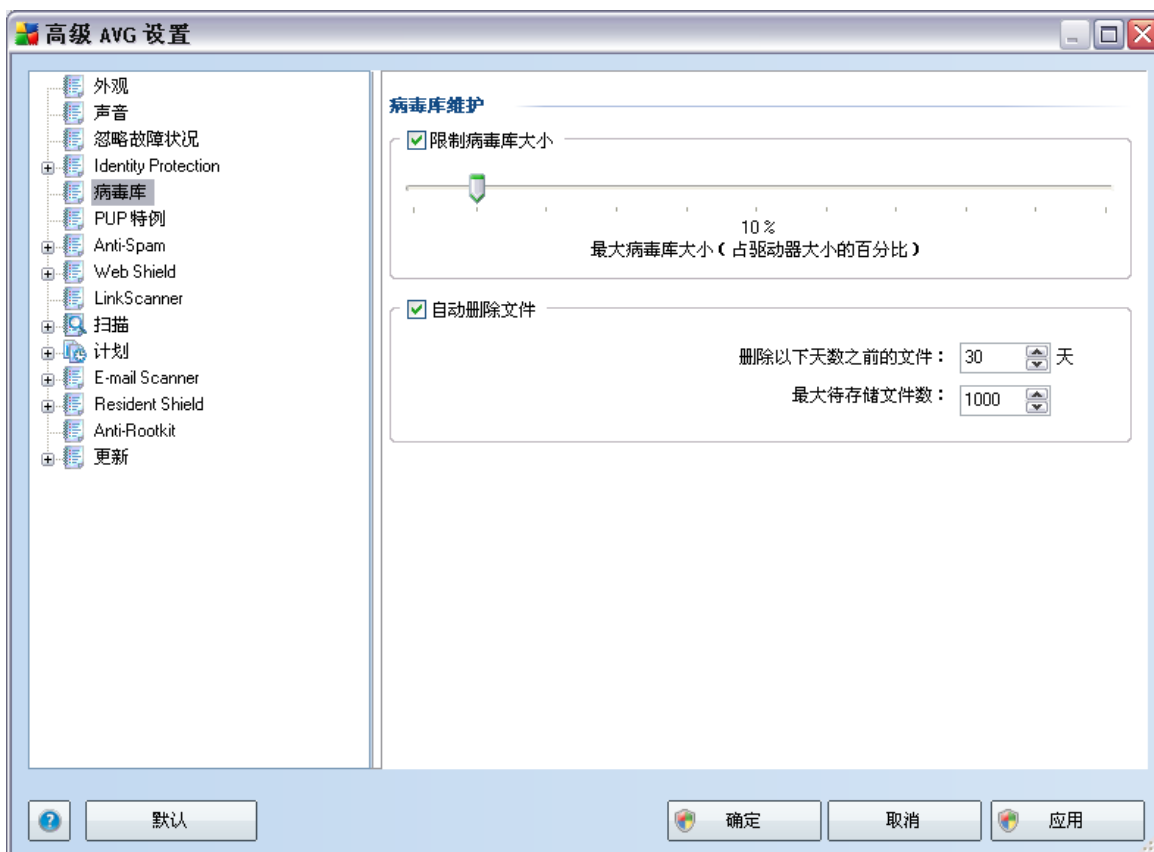 高级 AVG 设置
外观
声音
忽略故障状况
Identity Protection
病毒库
PUP 特例
Anti-Spam
Web Shield
LinkScanner
扫描
计划
E-mail Scanner
Resident Shield
Anti-Rootkit
更新
病毒库维护
限制病毒库大小
10 %
最大病毒库大小（占驱动器大小的百分比）
自动删除文件
删除以下天数之前的文件： 30 天
最大待存储文件数： 1000
? 默认 确定 取消 应用